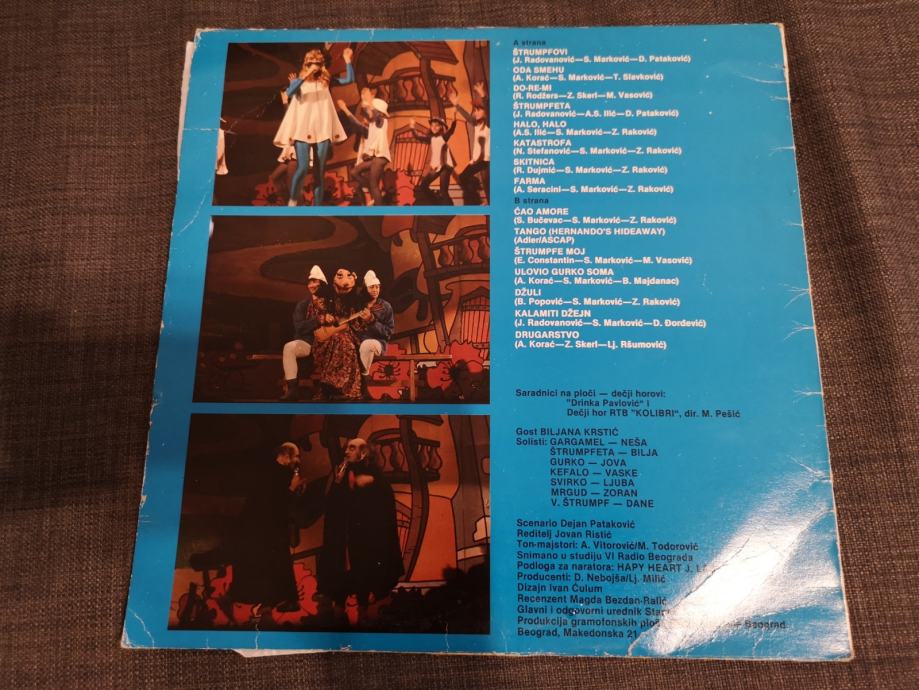 A strana
ŠTRUMPFOVI
(J. Radovanović—S. Marković—D. Pataković)
ODA SMEHU
(A. Korać—S. Marković—T. Slavković)
DO-RE-MI
(R. Rodžers—Z. Skerl—M. Vasović)
ŠTRUMPFETA
(J. Radovanović—A.S. Ilić—D. Pataković)
HALO, HALO
(A.S. Ilić—S. Marković—Z. Raković)
KATASTROFA
(N. Stefanović—S. Marković—Z. Raković)
SKITNICA
(R. Dujmić—S. Marković—Z. Raković)
FARMA
(A. Seracini—S. Marković—Z. Raković)
B strana
ĆAO AMORE
(S. Bučevac—S. Marković—Z. Raković)
TANGO (HERNANDO'S HIDEAWAY)
(Adler/ASCAP)
ŠTRUMPFE MOJ
(E. Constantin—S. Marković—M. Vasović)
ULOVIO GURKO SOMA
(A. Korać—S. Marković—B. Majdanac)
DŽULI
(B. Popović—S. Marković—Z. Raković)
KALAMITI DŽEJN
(J. Radovanović—S. Marković—D. Đorđević)
DRUGARSTVO
(A. Korać—Z. Skerl—Lj. Ršumović)
Saradnici na ploči — dečji horovi:
"Drinka Pavlović" i
Dečji hor RTB "KOLIBRI", dir. M. Pešić
Gost BILJANA KRSTIĆ
Solisti: GARGAMEL — NEŠA
ŠTRUMPFETA — BILJA
GURKO — JOVA
KEFALO — VASKE
SVIRKO — LJUBA
MRGUD — ZORAN
V. ŠTRUMPF — DANE
Scenario Dejan Pataković
Reditelj Jovan Ristić
Ton-majstori: A. Vitorović/M. Todorović
Snimano u studiju VI Radio Beograda
Podloga za naratora: HAPY HEART J.
Producenti: D. Nebojša/Lj. Milić
Dizajn Ivan Ćulum
Recenzent Magda Bezdan-Ralić
Glavni i odgovorni urednik
Produkcija gramofonskih Beograd
Beograd, Makedonska 21